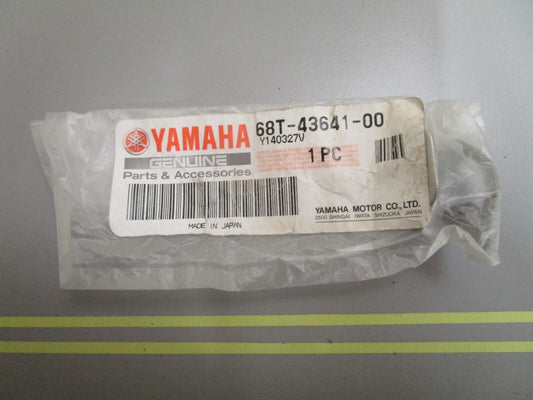 YAMAHA
GENUINE
Parts & Accessories
68T-43641-00
Y140327V
1 PC
MADE IN JAPAN
YAMAHA MOTOR CO., LTD.
2500 SHINGAI IWATA SHIZUOKA JAPAN